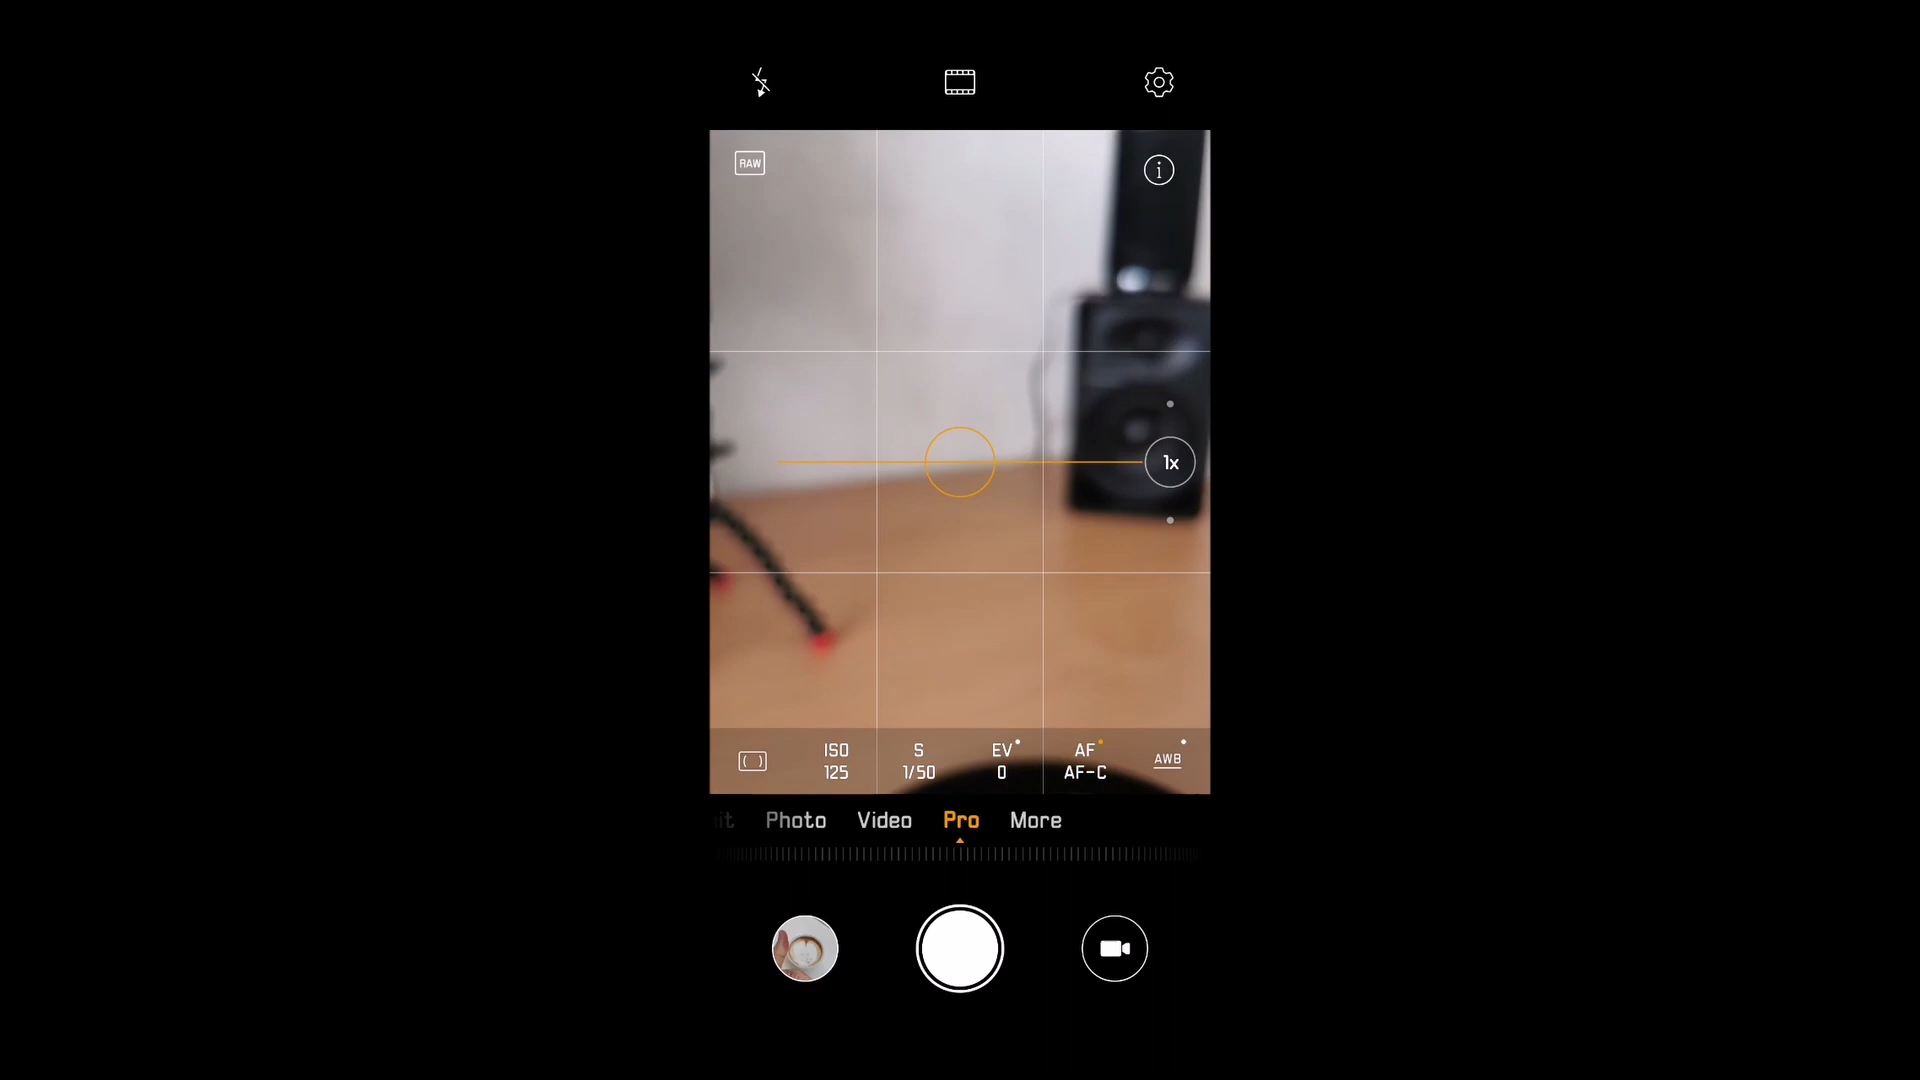 RAW
1x
ISO S EV AF AWB
125 1/50 0 AF-C
Photo Video Pro More